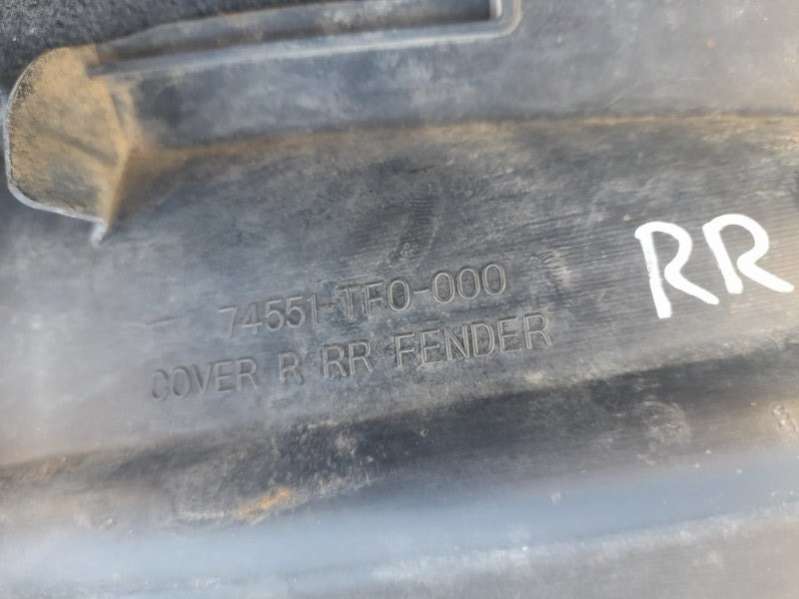 74551-TF0-000
COVER R RR FENDER
RR